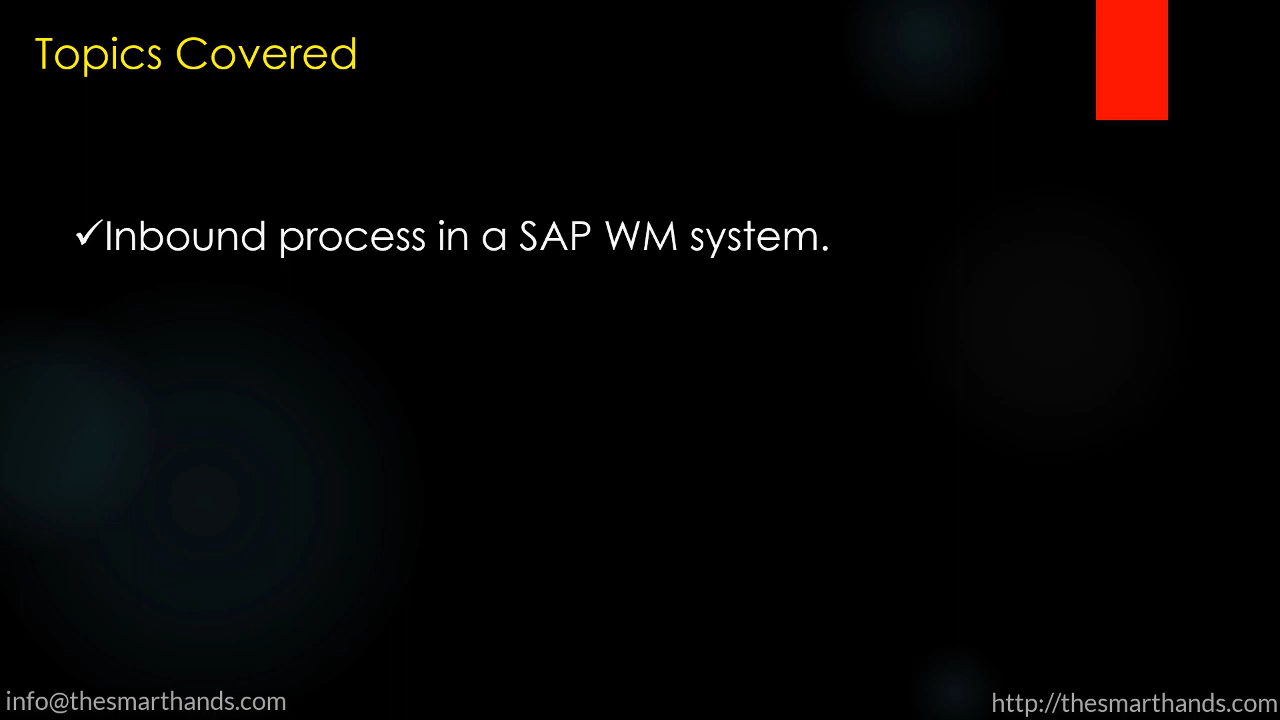 Topics Covered
✓Inbound process in a SAP WM system.
info@thesmarthands.com
http://thesmarthands.com